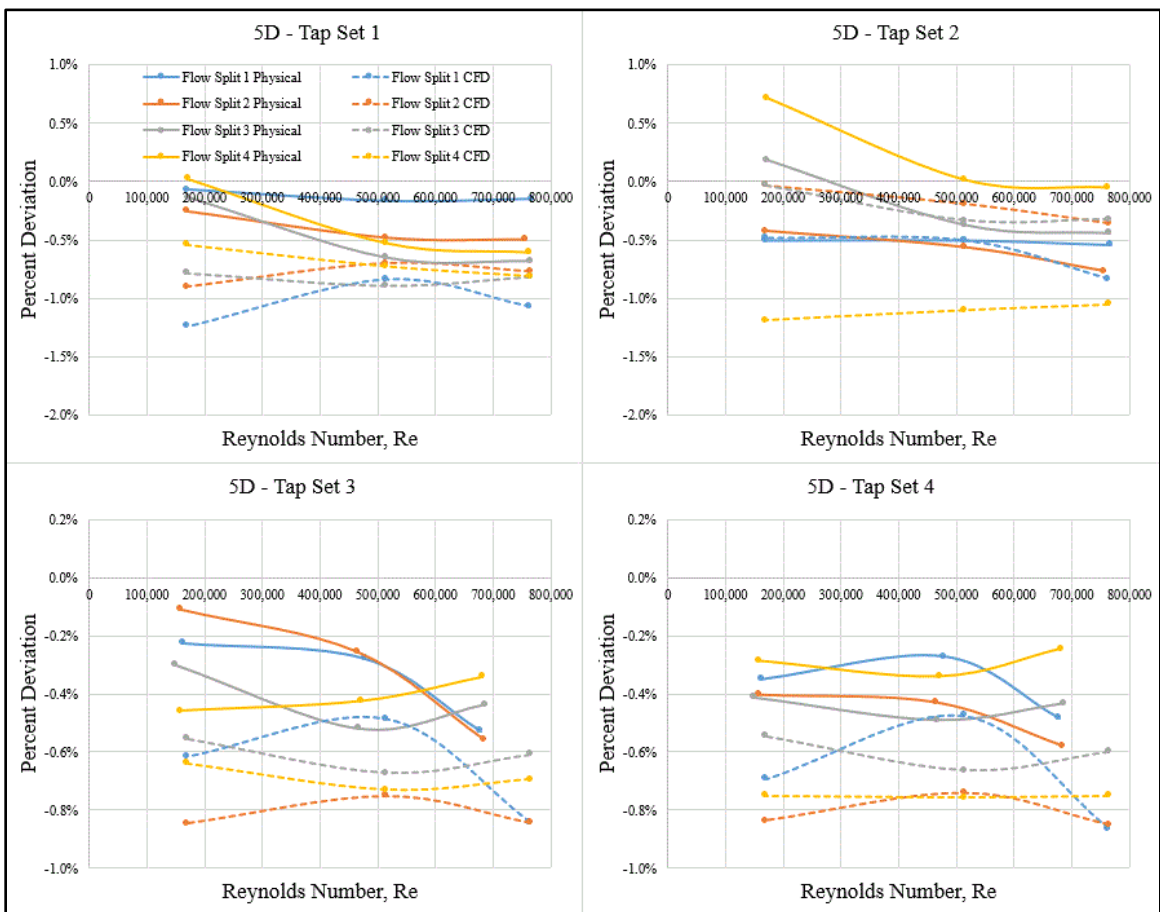 5D - Tap Set 1
1.0%
Flow Split 1 Physical Flow Split 1 CFD
Flow Split 2 Physical Flow Split 2 CFD
0.5%
Flow Split 3 Physical Flow Split 3 CFD
Flow Split 4 Physical Flow Split 4 CFD
0.0%
0 100,000 200,000 300,000 400,000 500,000 600,000 700,000 800,000
-0.5%
-1.0%
-1.5%
-2.0%
Percent Deviation
Reynolds Number, Re
5D - Tap Set 2
1.0%
0.5%
0.0%
0 100,000 200,000 300,000 400,000 500,000 600,000 700,000 800,000
-0.5%
-1.0%
-1.5%
-2.0%
Percent Deviation
Reynolds Number, Re
5D - Tap Set 3
0.2%
0.0%
0 100,000 200,000 300,000 400,000 500,000 600,000 700,000 800,000
-0.2%
-0.4%
-0.6%
-0.8%
-1.0%
Percent Deviation
Reynolds Number, Re
5D - Tap Set 4
0.2%
0.0%
0 100,000 200,000 300,000 400,000 500,000 600,000 700,000 800,000
-0.2%
-0.4%
-0.6%
-0.8%
-1.0%
Percent Deviation
Reynolds Number, Re